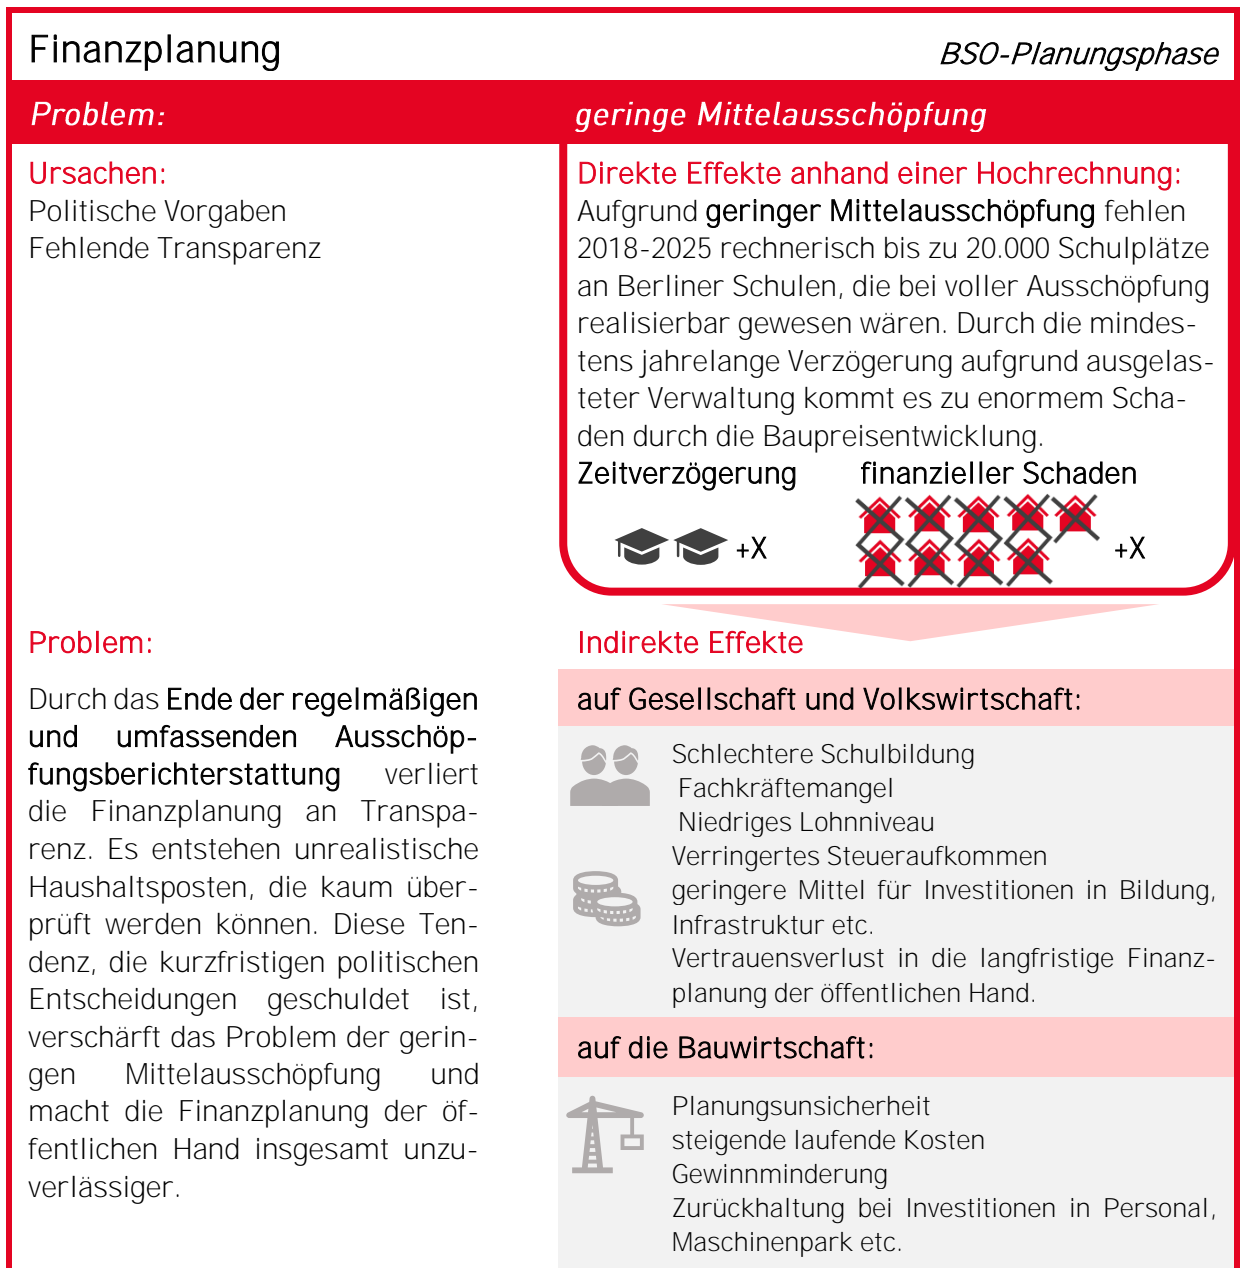 Finanzplanung
BSO-Planungsphase
Problem:
geringe Mittelausschöpfung
Ursachen:
Politische Vorgaben
Fehlende Transparenz
Direkte Effekte anhand einer Hochrechnung:
Aufgrund geringer Mittelausschöpfung fehlen
2018-2025 rechnerisch bis zu 20.000 Schulplätze
an Berliner Schulen, die bei voller Ausschöpfung
realisierbar gewesen wären. Durch die mindes-
tens jahrelange Verzögerung aufgrund ausgelas-
teter Verwaltung kommt es zu enormem Scha-
den durch die Baupreisentwicklung.
Zeitverzögerung
finanzieller Schaden
+X
+X
Problem:
Durch das Ende der regelmäßigen
und umfassenden Ausschöp-
fungsberichterstattung verliert
die Finanzplanung an Transpa-
renz. Es entstehen unrealistische
Haushaltsposten, die kaum über-
prüft werden können. Diese Ten-
denz, die kurzfristigen politischen
Entscheidungen geschuldet ist,
verschärft das Problem der gerin-
gen Mittelausschöpfung und
macht die Finanzplanung der öf-
fentlichen Hand insgesamt unzu-
verlässiger.
Indirekte Effekte
auf Gesellschaft und Volkswirtschaft:
Schlechtere Schulbildung
Fachkräftemangel
Niedriges Lohnniveau
Verringertes Steueraufkommen
geringere Mittel für Investitionen in Bildung,
Infrastruktur etc.
Vertrauensverlust in die langfristige Finanz-
planung der öffentlichen Hand.
auf die Bauwirtschaft:
Planungsunsicherheit
steigende laufende Kosten
Gewinnminderung
Zurückhaltung bei Investitionen in Personal,
Maschinenpark etc.